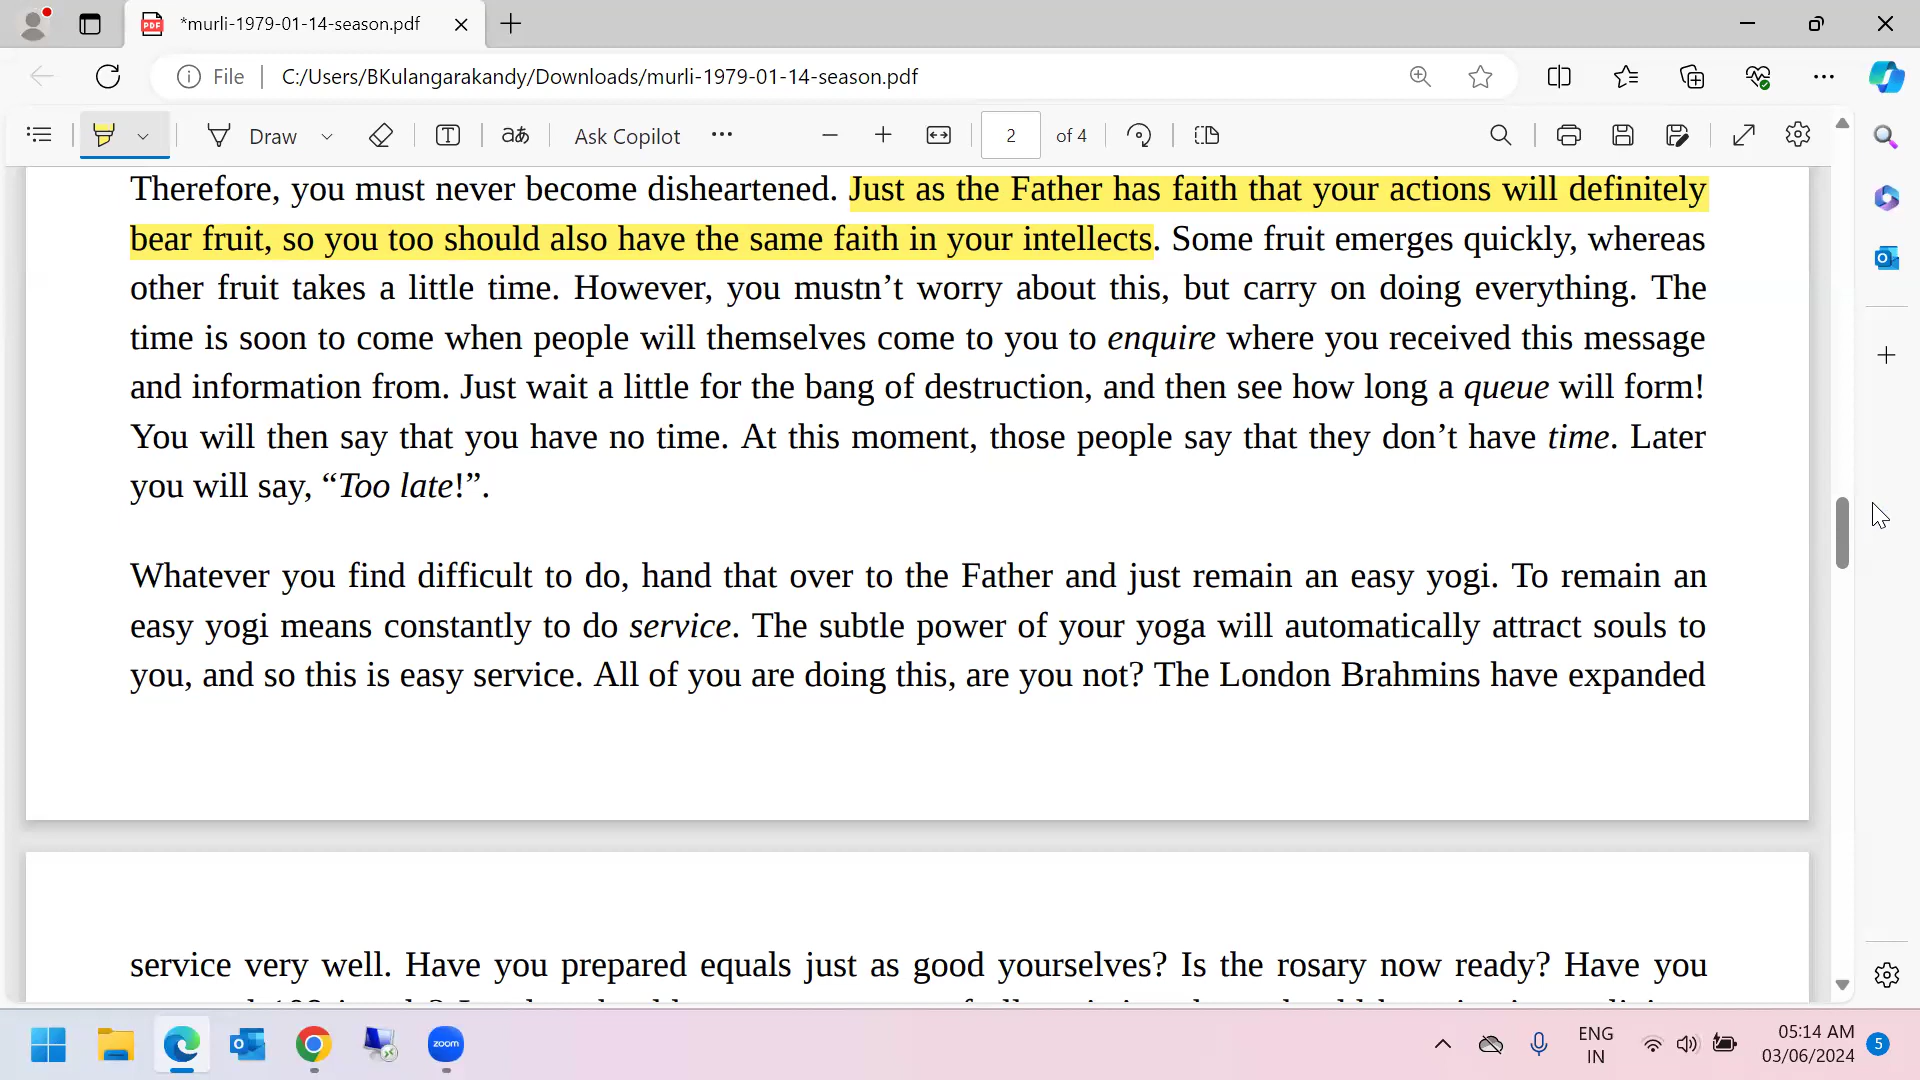 *murli-1979-01-14-season.pdf
File
C:/Users/BKulangarakandy/Downloads/murli-1979-01-14-season.pdf
Draw
Ask Copilot
2
of 4
Therefore, you must never become disheartened. Just as the Father has faith that your actions will definitely
bear fruit, so you too should also have the same faith in your intellects. Some fruit emerges quickly, whereas
other fruit takes a little time. However, you mustn’t worry about this, but carry on doing everything. The
time is soon to come when people will themselves come to you to enquire where you received this message
and information from. Just wait a little for the bang of destruction, and then see how long a queue will form!
You will then say that you have no time. At this moment, those people say that they don’t have time. Later
you will say, “Too late!”.
Whatever you find difficult to do, hand that over to the Father and just remain an easy yogi. To remain an
easy yogi means constantly to do service. The subtle power of your yoga will automatically attract souls to
you, and so this is easy service. All of you are doing this, are you not? The London Brahmins have expanded
service very well. Have you prepared equals just as good yourselves? Is the rosary now ready? Have you
zoom
ENG
IN
05:14 AM
03/06/2024
5